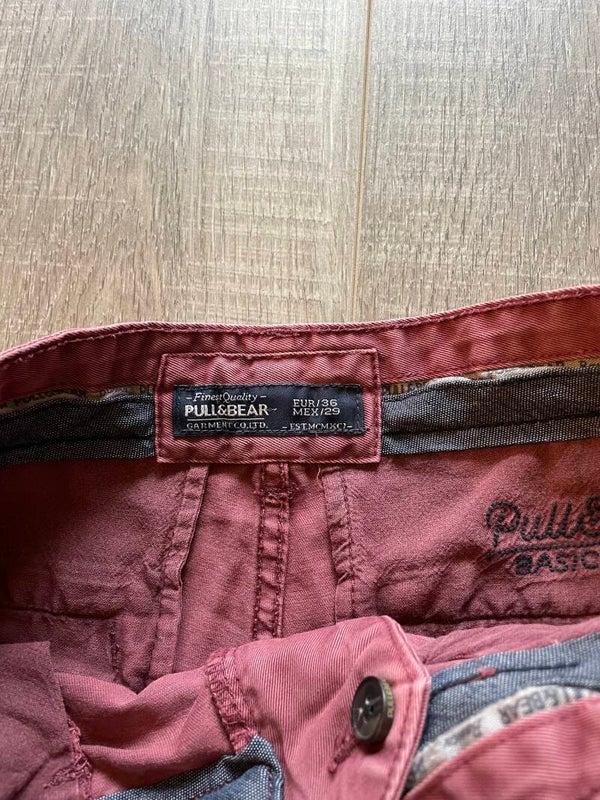 - Finest Quality -
PULL&BEAR
GARMENT CO.LTD.
EUR/36
MEX/29
- EST.MCMXCI -
Pull&
BASIC